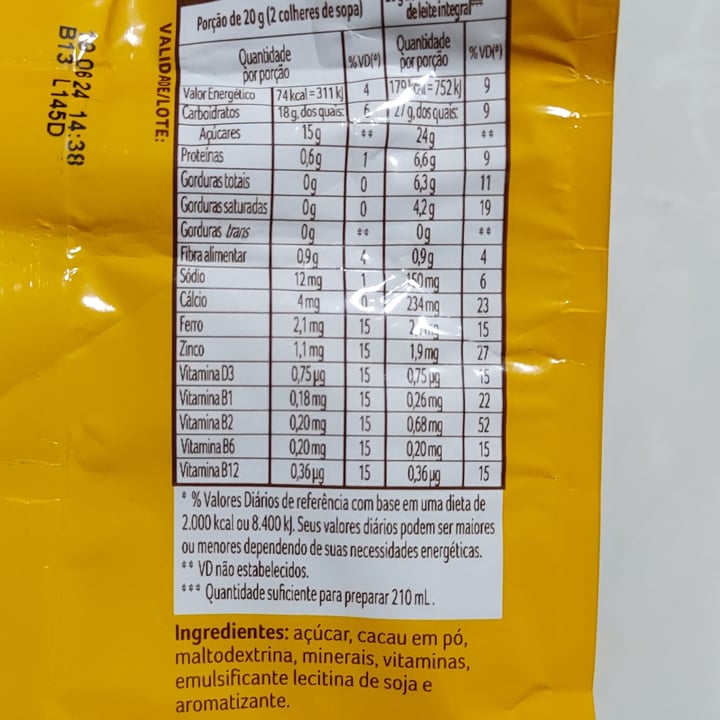 Porção de 20 g (2 colheres de sopa)
de leite integral***
Quantidade por porção %VD(*) Quantidade por porção %VD(*)
Valor Energético 74 kcal = 311 kJ 4 = 752 kJ 9
Carboidratos 18 g, dos quais: 6 27 g, dos quais: 9
Açúcares 15 g ** 24 g **
Proteínas 0,6 g 1 6,6 g 9
Gorduras totais 0 g 0 6,3 g 11
Gorduras saturadas 0 g 0 4,2 g 19
Gorduras trans 0 g ** 0 g **
Fibra alimentar 0,9 g 4 0,9 g 4
Sódio 12 mg 1 150 mg 6
Cálcio 4 mg 0 234 mg 23
Ferro 2,1 mg 15 15
Zinco 1,1 mg 15 1,9 mg 27
Vitamina D3 0,75 µg 15 0,75 µg 15
Vitamina B1 0,18 mg 15 0,26 mg 22
Vitamina B2 0,20 mg 15 0,68 mg 52
Vitamina B6 0,20 mg 15 0,20 mg 15
Vitamina B12 0,36 µg 15 0,36 µg 15
* % Valores Diários de referência com base em uma dieta de
2.000 kcal ou 8.400 kJ. Seus valores diários podem ser maiores
ou menores dependendo de suas necessidades energéticas.
** VD não estabelecidos.
*** Quantidade suficiente para preparar 210 mL.
Ingredientes: açúcar, cacau em pó,
maltodextrina, minerais, vitaminas,
emulsificante lecitina de soja e
aromatizante.
VALIDADE/LOTE:
06 24 14:38
B13 L145D